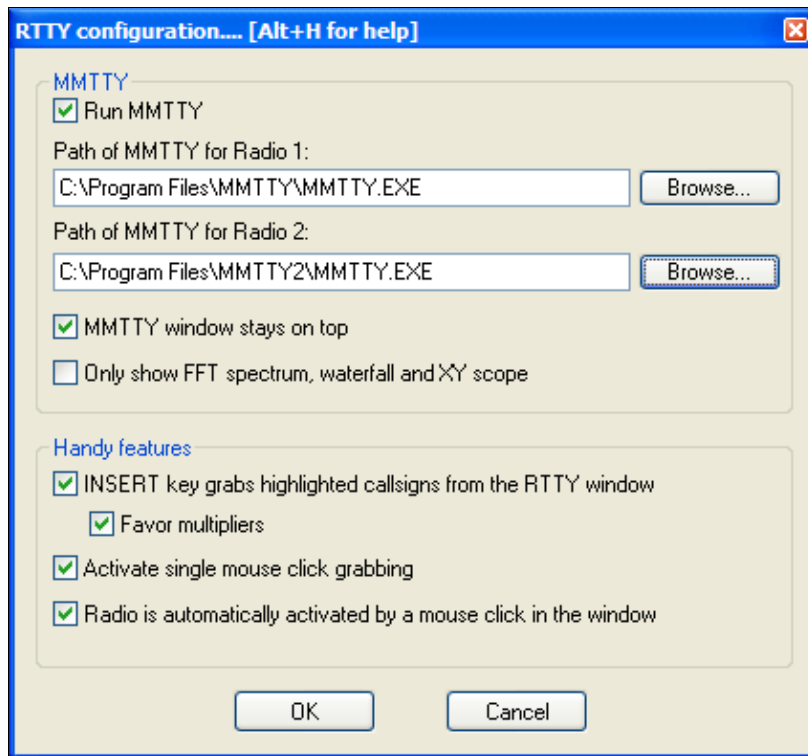 RTTY configuration.... [Alt+H for help]
MMTTY
Run MMTTY
Path of MMTTY for Radio 1:
C:\Program Files\MMTTY\MMTTY.EXE
Browse...
Path of MMTTY for Radio 2:
C:\Program Files\MMTTY2\MMTTY.EXE
Browse...
MMTTY window stays on top
Only show FFT spectrum, waterfall and XY scope
Handy features
INSERT key grabs highlighted callsigns from the RTTY window
Favor multipliers
Activate single mouse click grabbing
Radio is automatically activated by a mouse click in the window
OK
Cancel